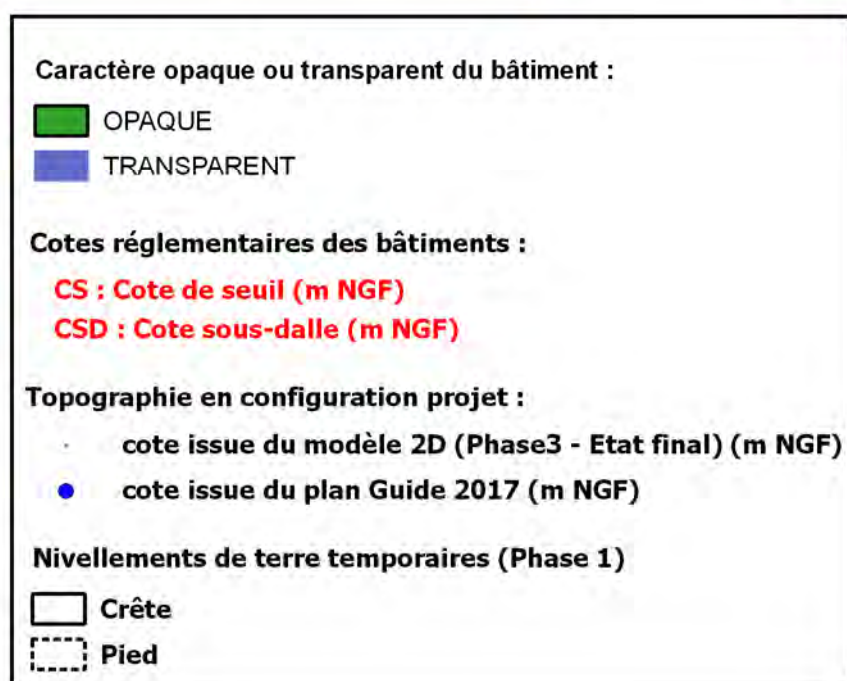 Caractère opaque ou transparent du bâtiment :
OPAQUE
TRANSPARENT
Cotes réglementaires des bâtiments :
CS : Cote de seuil (m NGF)
CSD : Cote sous-dalle (m NGF)
Topographie en configuration projet :
cote issue du modèle 2D (Phase3 - Etat final) (m NGF)
cote issue du plan Guide 2017 (m NGF)
Nivellements de terre temporaires (Phase 1)
Crête
Pied